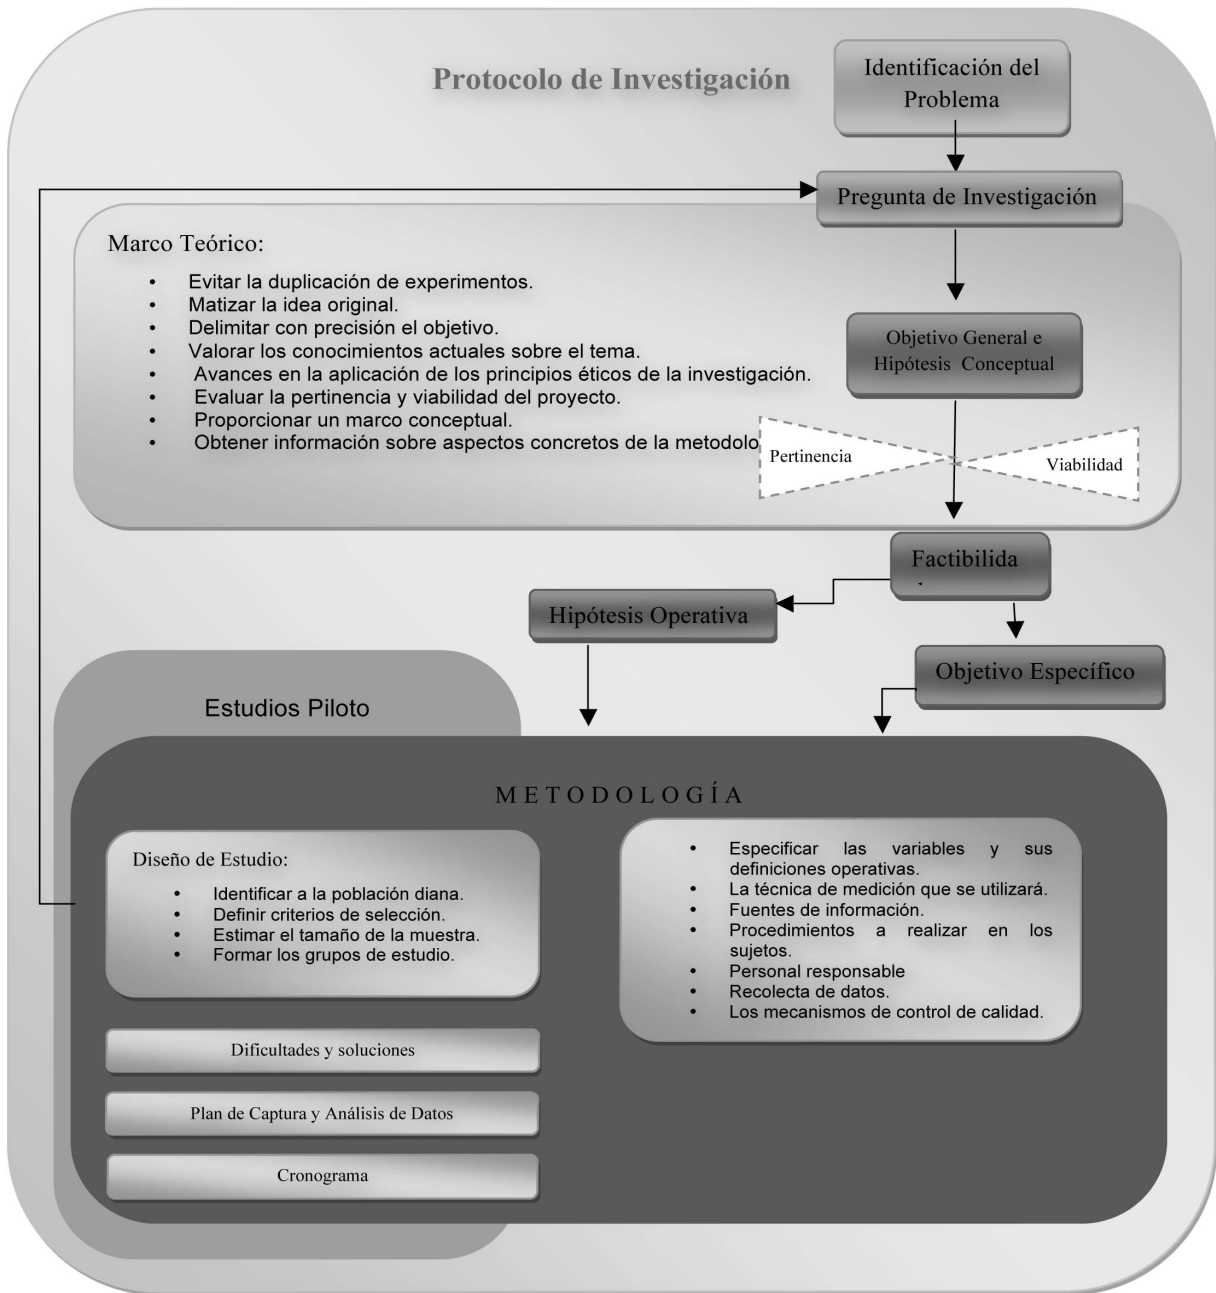 Protocolo de Investigación
Identificación del
Problema
Pregunta de Investigación
Marco Teórico:
• Evitar la duplicación de experimentos.
• Matizar la idea original.
• Delimitar con precisión el objetivo.
• Valorar los conocimientos actuales sobre el tema.
• Avances en la aplicación de los principios éticos de la investigación.
• Evaluar la pertinencia y viabilidad del proyecto.
• Proporcionar un marco conceptual.
• Obtener información sobre aspectos concretos de la metodolo
Objetivo General e
Hipótesis Conceptual
Pertinencia
Viabilidad
Factibilida
Hipótesis Operativa
Objetivo Específico
Estudios Piloto
METODOLOGÍA
Diseño de Estudio:
• Identificar a la población diana.
• Definir criterios de selección.
• Estimar el tamaño de la muestra.
• Formar los grupos de estudio.
• Especificar las variables y sus
definiciones operativas.
• La técnica de medición que se utilizará.
• Fuentes de información.
• Procedimientos a realizar en los
sujetos.
• Personal responsable
• Recolecta de datos.
• Los mecanismos de control de calidad.
Dificultades y soluciones
Plan de Captura y Análisis de Datos
Cronograma